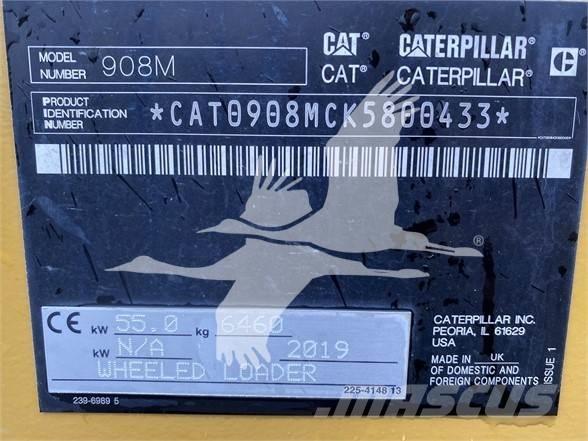 MODEL NUMBER 908M
CAT® CATERPILLAR® C
CAT® CATERPILLAR®
PRODUCT IDENTIFICATION NUMBER *CAT0908MCK5800433*
®
CE kW 55.0 kg 6460
kW N/A 2019
WHEELED LOADER
225-4148 13
239-6989 5
CATERPILLAR INC.
PEORIA, IL 61629
USA
MADE IN UK
OF DOMESTIC AND
FOREIGN COMPONENTS
ISSUE 1
MASCUS